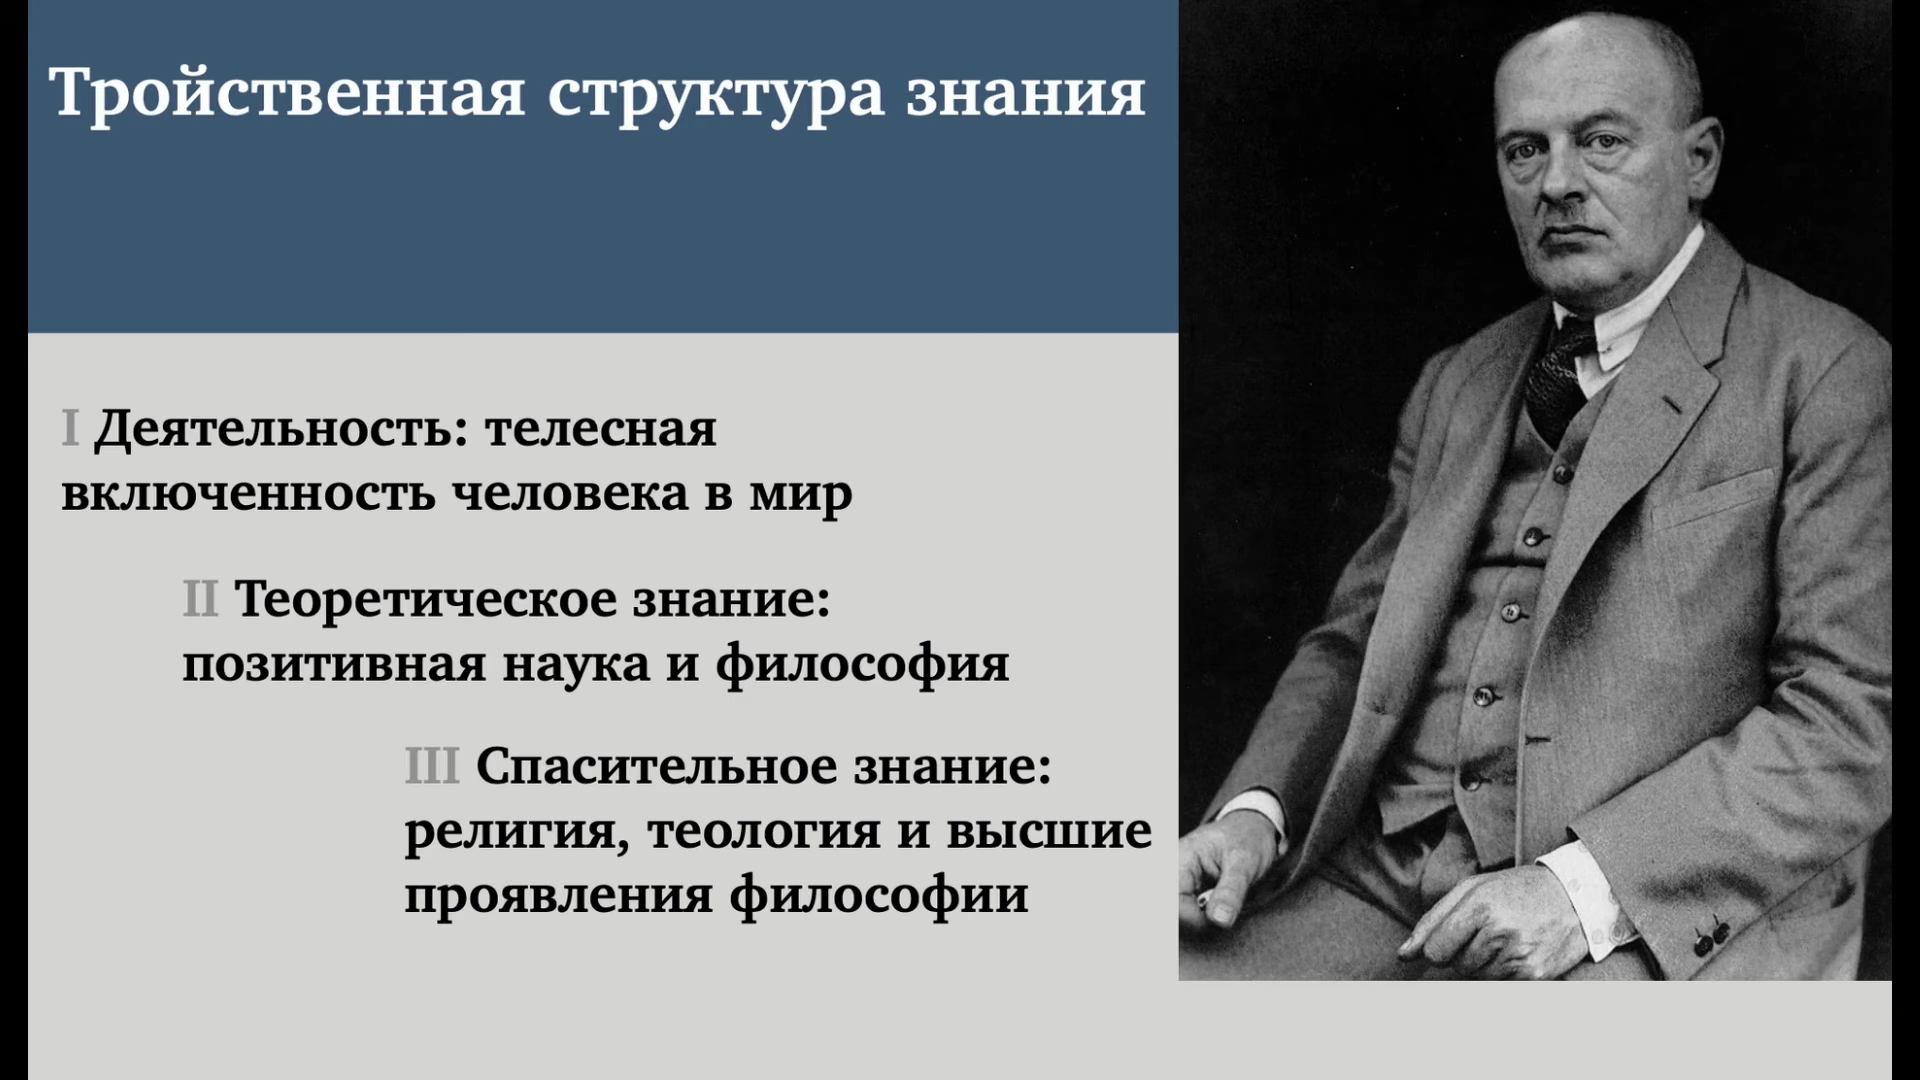 Тройственная структура знания
I Деятельность: телесная
включенность человека в мир
II Теоретическое знание:
позитивная наука и философия
III Спасительное знание:
религия, теология и высшие
проявления философии